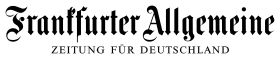 Frankfurter Allgemeine
ZEITUNG FÜR DEUTSCHLAND